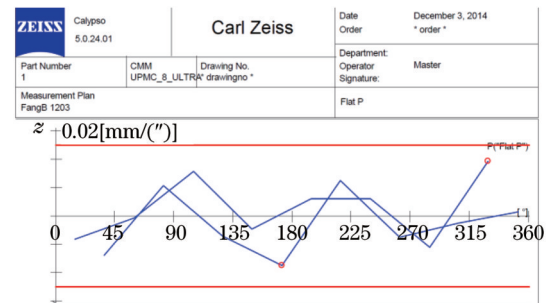 ZEISS
Calypso
5.0.24.01
Carl Zeiss
Date December 3, 2014
Order * order *
Part Number
1
CMM
UPMC_8_ULTRA
Drawing No.
* drawingno *
Department:
Operator Master
Signature:
Measurement Plan
FangB 1203
Flat P
z 0.02[mm/(″)]
P("Flat P")
[°]
0 45 90 135 180 225 270 315 360
z